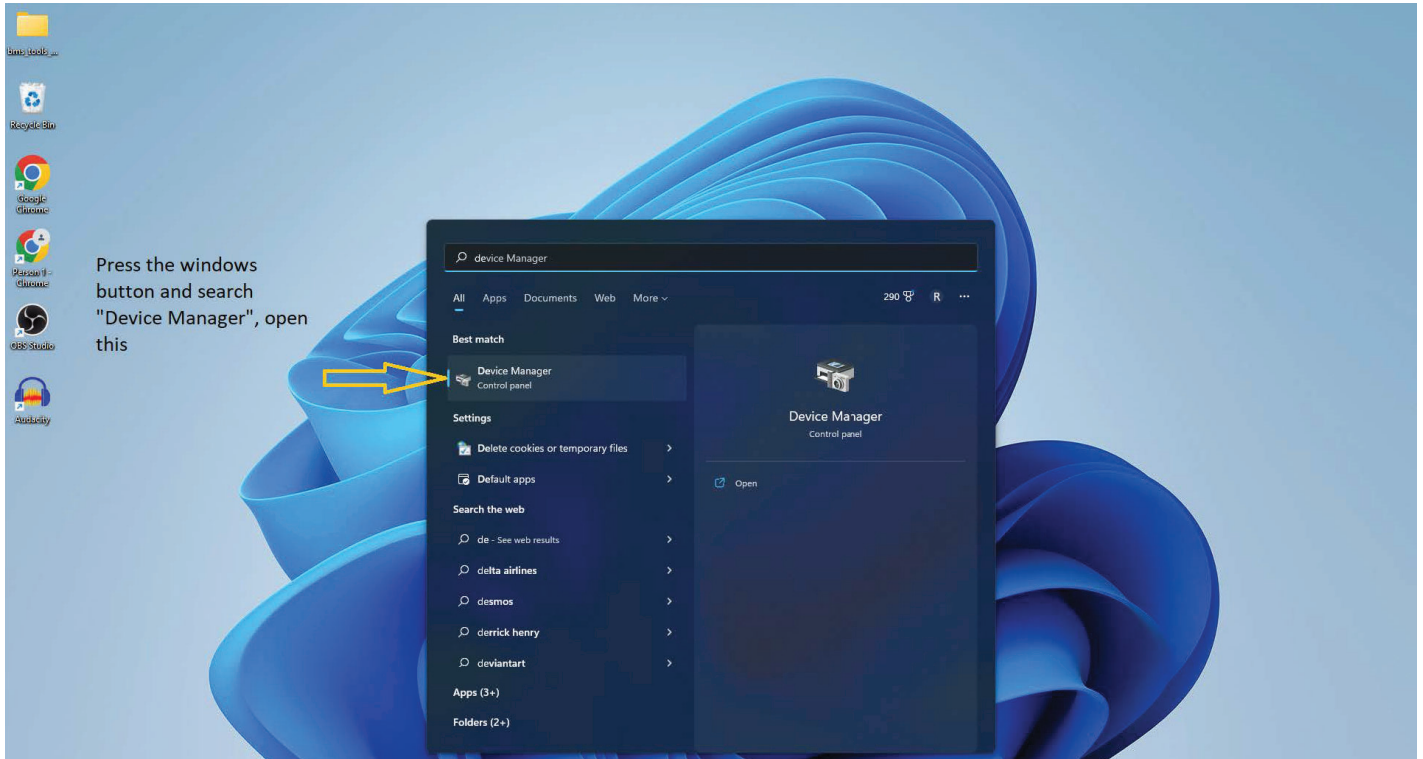 Recycle Bin
Google
Chrome
Person 1 -
Chrome
OBS Studio
Audacity
Press the windows
button and search
"Device Manager", open
this
device Manager
All Apps Documents Web More
290 R ...
Best match
Device Manager
Control panel
Settings
Delete cookies or temporary files
Default apps
Search the web
de - See web results
delta airlines
desmos
derrick henry
deviantart
Apps (3+)
Folders (2+)
Device Manager
Control panel
Open